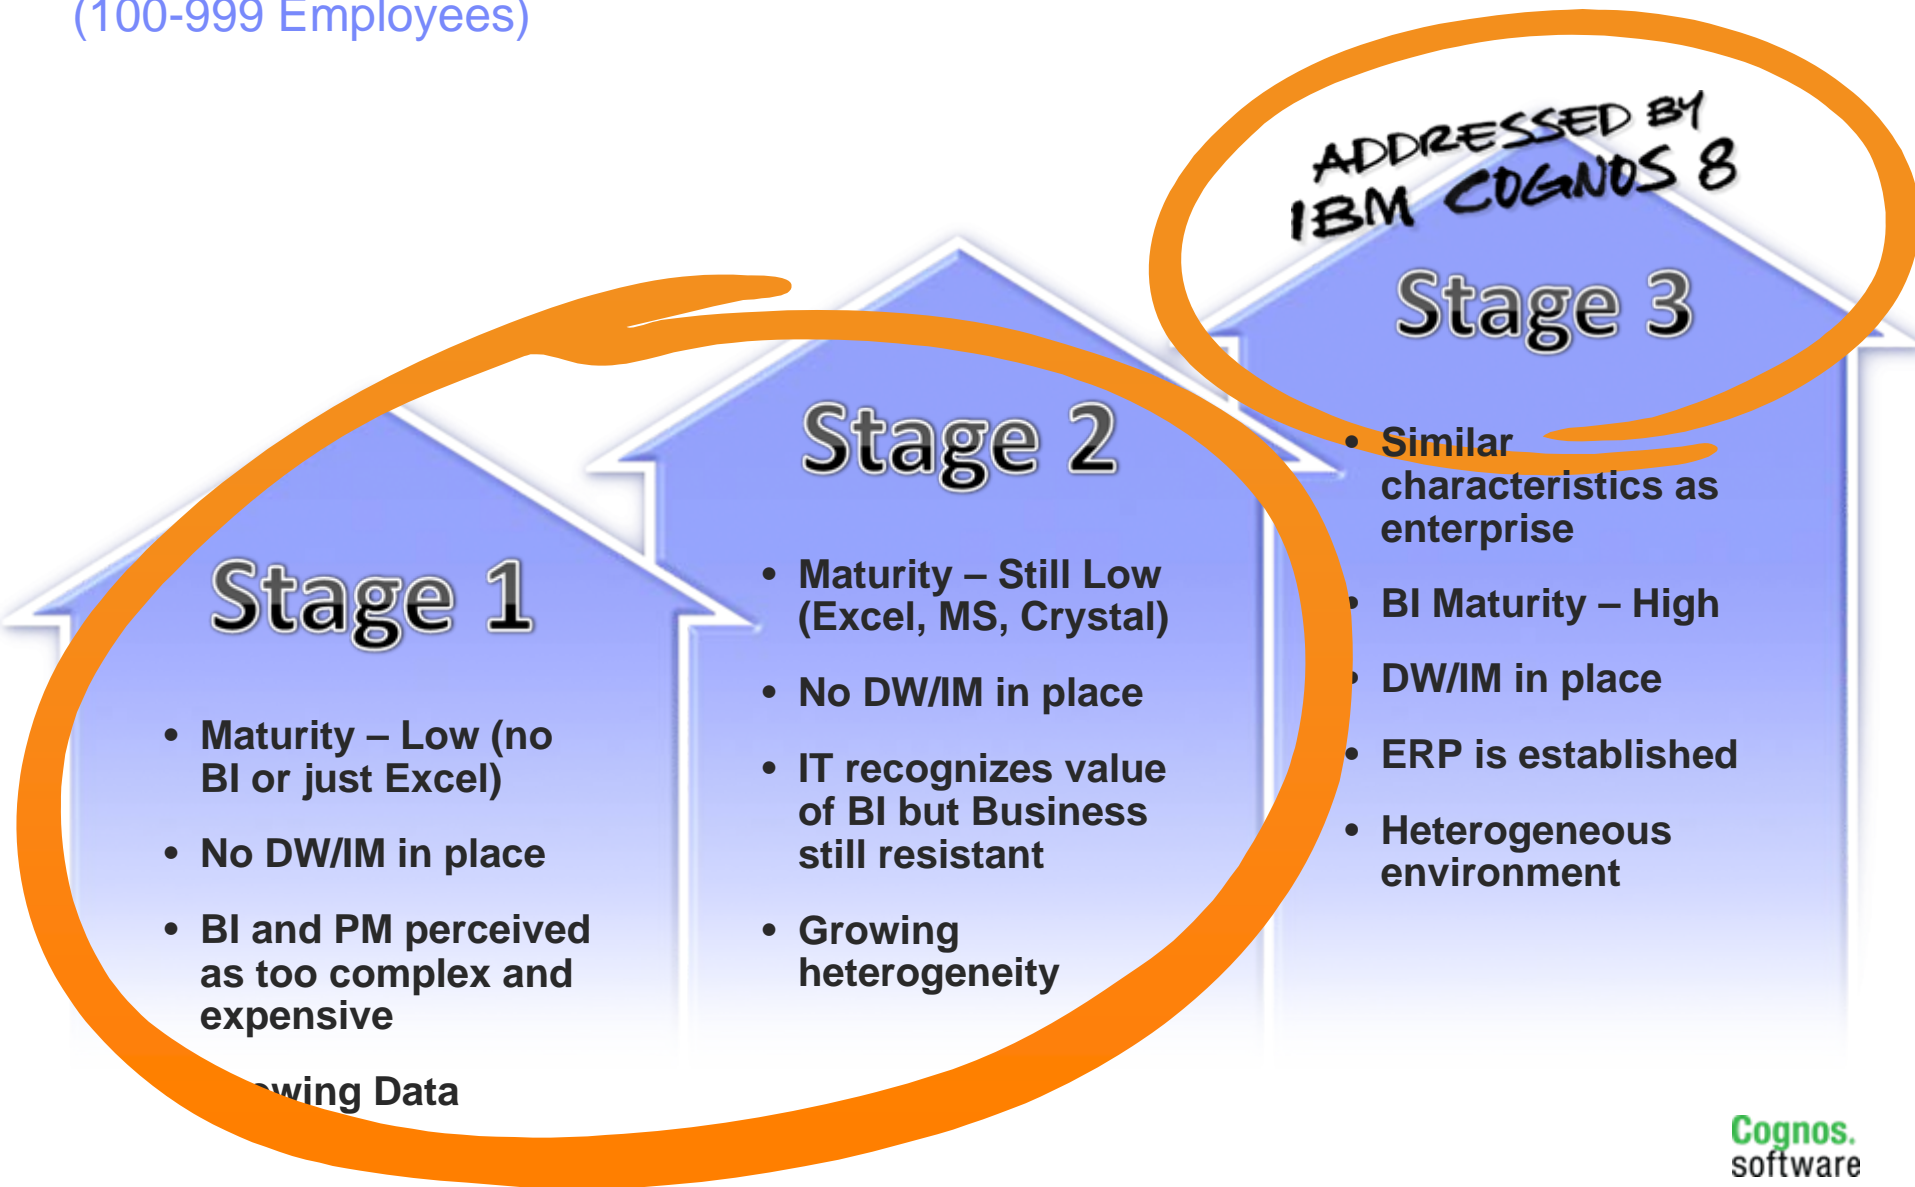 (100-999 Employees)
ADDRESSED BY
IBM COGNOS 8
Stage 1
• Maturity – Low (no
BI or just Excel)
• No DW/IM in place
• BI and PM perceived
as too complex and
expensive
Data
Stage 2
• Maturity – Still Low
(Excel, MS, Crystal)
• No DW/IM in place
• IT recognizes value
of BI but Business
still resistant
• Growing
heterogeneity
Stage 3
• Similar
characteristics as
enterprise
• BI Maturity – High
• DW/IM in place
• ERP is established
• Heterogeneous
environment
Cognos.
software